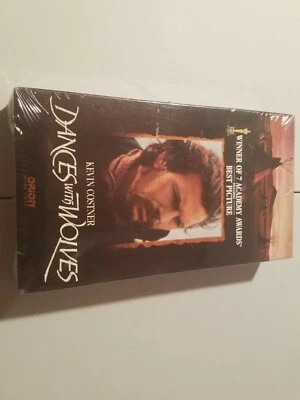 WINNER OF 7 ACADEMY AWARDS®
BEST PICTURE
KEVIN COSTNER
DANCES WITH WOLVES
ORION